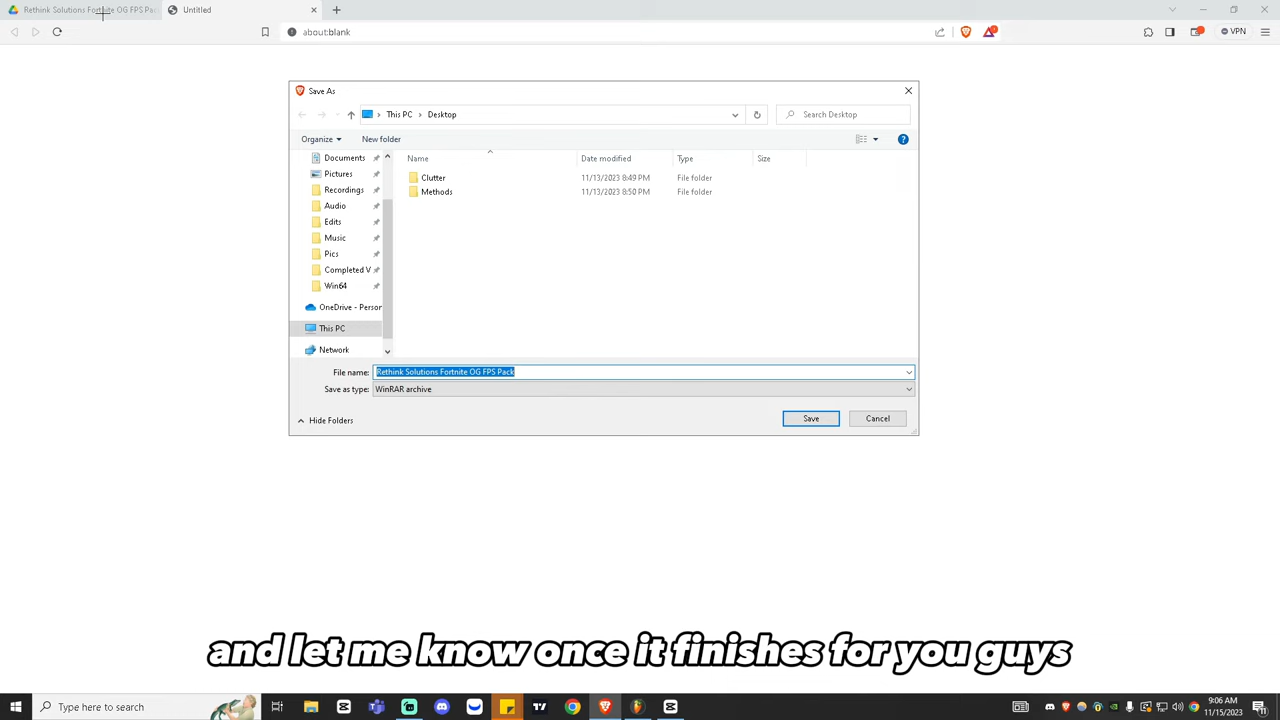 Rethink Solutions Fortnite OG FPS Pac
Untitled
about:blank
VPN
Save As
This PC
Desktop
Search Desktop
Organize
New folder
Name
Date modified
Type
Size
Documents
Pictures
Recordings
Audio
Edits
Music
Pics
Completed V
Win64
OneDrive - Person
This PC
Network
Clutter
11/13/2023 8:49 PM
File folder
Methods
11/13/2023 8:50 PM
File folder
File name:
Rethink Solutions Fortnite OG FPS Pack
Save as type:
WinRAR archive
Hide Folders
Save
Cancel
and let me know once it finishes for you guys
Type here to search
9:06 AM
11/15/2023